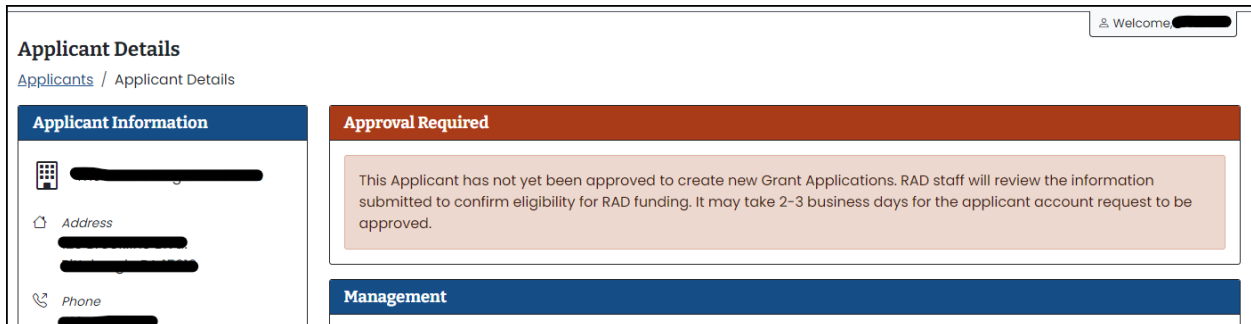 Welcome,
Applicant Details
Applicants / Applicant Details
Applicant Information
Approval Required
This Applicant has not yet been approved to create new Grant Applications. RAD staff will review the information
submitted to confirm eligibility for RAD funding. It may take 2-3 business days for the applicant account request to be
approved.
Address
Phone
Management